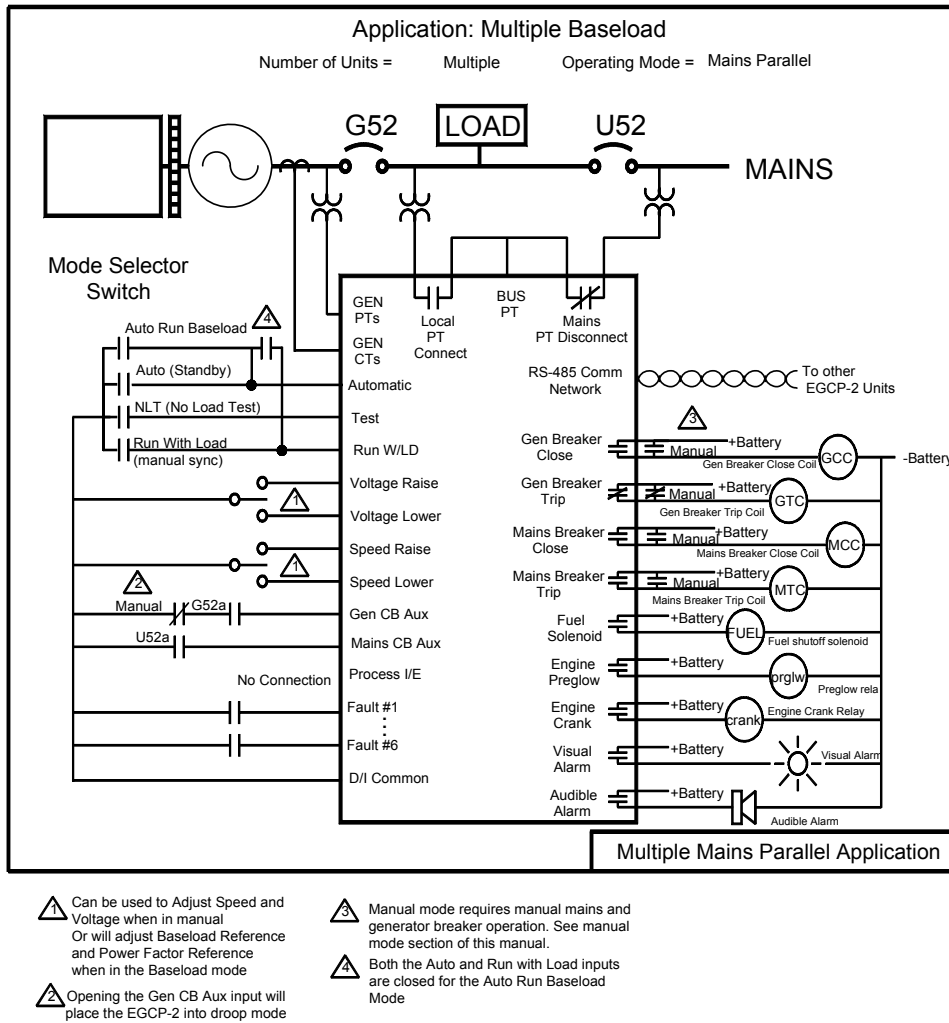 Application: Multiple Baseload
Number of Units = Multiple Operating Mode = Mains Parallel
G52
LOAD
U52
MAINS
Mode Selector
Switch
GEN
PTs
Local
PT
Connect
BUS
PT
Mains
PT Disconnect
GEN
CTs
Auto Run Baseload
4
Auto (Standby)
Automatic
NLT (No Load Test)
Test
Run With Load
(manual sync)
Run W/LD
Voltage Raise
1
Voltage Lower
Speed Raise
1
Speed Lower
2
Manual
G52a
Gen CB Aux
U52a
Mains CB Aux
No Connection
Process I/E
Fault #1
Fault #6
D/I Common
RS-485 Comm
Network
To other
EGCP-2 Units
3
Gen Breaker
Close
+Battery
Manual
Gen Breaker Close Coil
GCC
-Battery
Gen Breaker
Trip
+Battery
Manual
Gen Breaker Trip Coil
GTC
Mains Breaker
Close
+Battery
Manual
Mains Breaker Close Coil
MCC
Mains Breaker
Trip
+Battery
Manual
Mains Breaker Trip Coil
MTC
Fuel
Solenoid
+Battery
FUEL
Fuel shutoff solenoid
Engine
Preglow
+Battery
prglw
Preglow rela
Engine
Crank
+Battery
crank
Engine Crank Relay
Visual
Alarm
+Battery
Visual Alarm
Audible
Alarm
+Battery
Audible Alarm
Multiple Mains Parallel Application
1
Can be used to Adjust Speed and
Voltage when in manual
Or will adjust Baseload Reference
and Power Factor Reference
when in the Baseload mode
2
Opening the Gen CB Aux input will
place the EGCP-2 into droop mode
3
Manual mode requires manual mains and
generator breaker operation. See manual
mode section of this manual.
4
Both the Auto and Run with Load inputs
are closed for the Auto Run Baseload
Mode